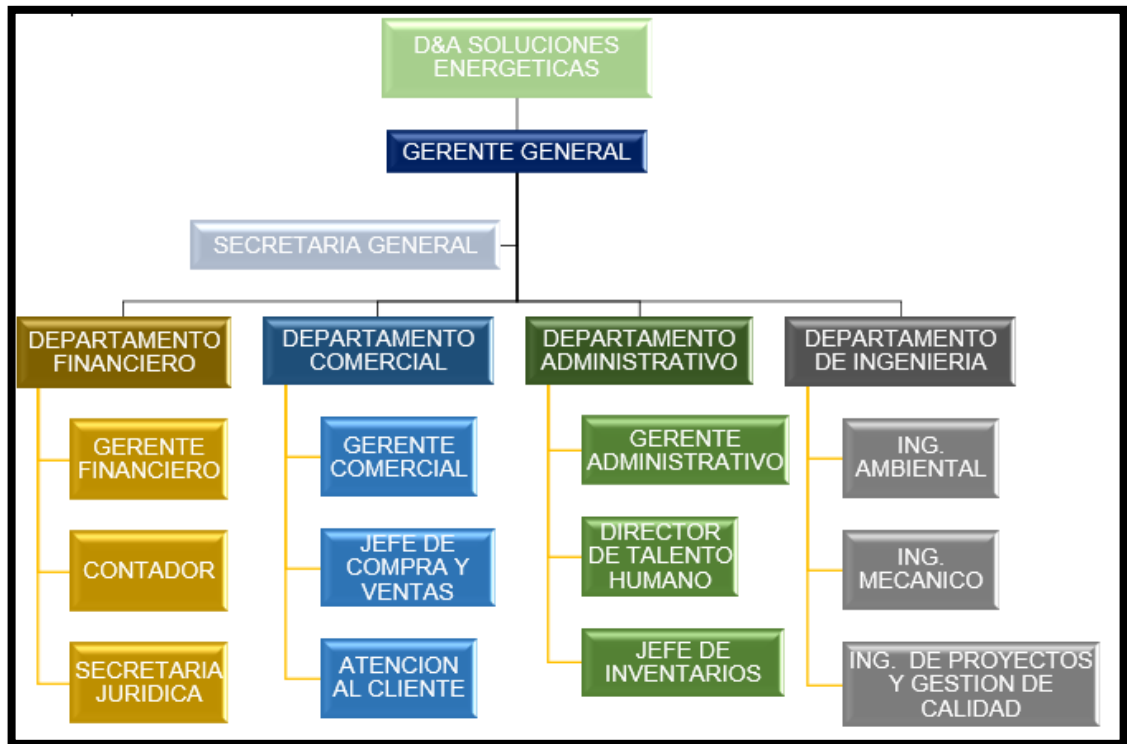 D&A SOLUCIONES
ENERGETICAS
GERENTE GENERAL
SECRETARIA GENERAL
DEPARTAMENTO
FINANCIERO
GERENTE
FINANCIERO
CONTADOR
SECRETARIA
JURIDICA
DEPARTAMENTO
COMERCIAL
GERENTE
COMERCIAL
JEFE DE
COMPRA Y
VENTAS
ATENCION
AL CLIENTE
DEPARTAMENTO
ADMINISTRATIVO
GERENTE
ADMINISTRATIVO
DIRECTOR
DE TALENTO
HUMANO
JEFE DE
INVENTARIOS
DEPARTAMENTO
DE INGENIERIA
ING.
AMBIENTAL
ING.
MECANICO
ING. DE PROYECTOS
Y GESTION DE
CALIDAD